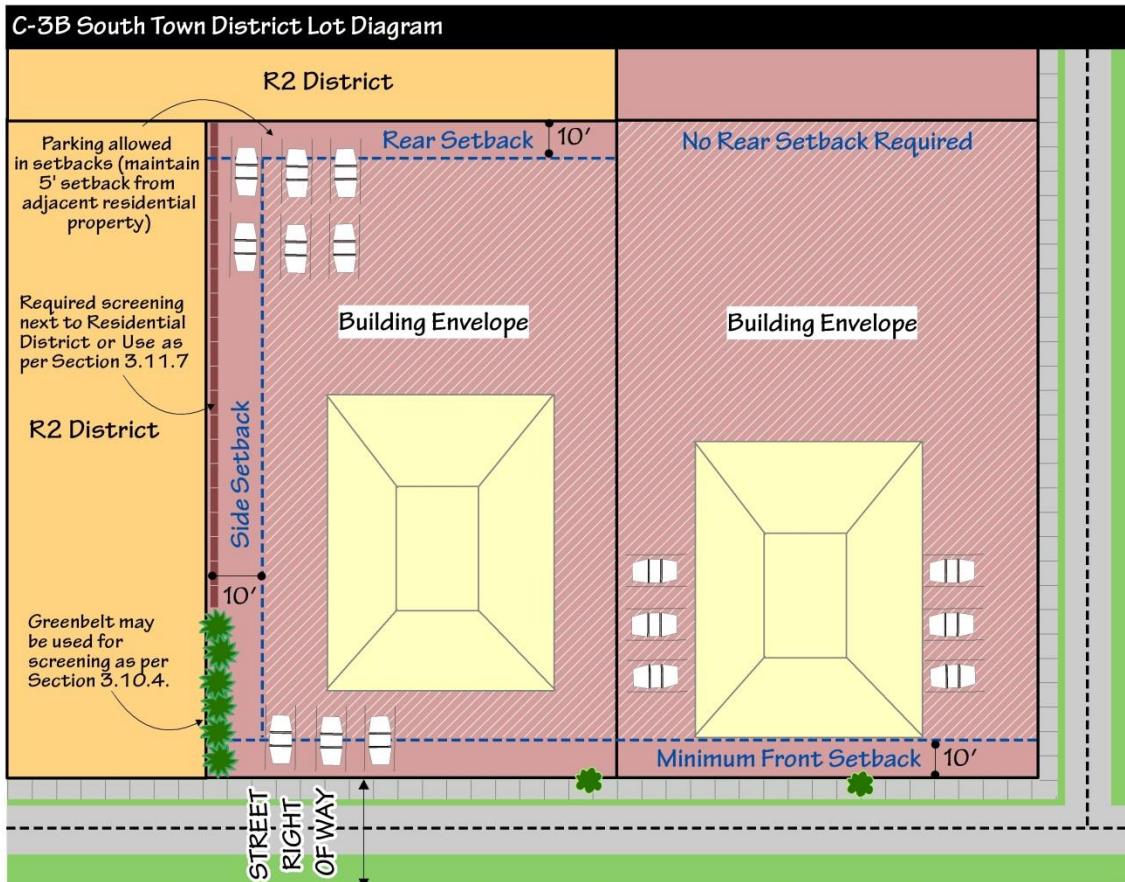 C-3B South Town District Lot Diagram
R2 District
Parking allowed
in setbacks (maintain
5' setback from
adjacent residential
property)
Rear Setback
10'
No Rear Setback Required
Required screening
next to Residential
District or Use as
per Section 3.11.7
Building Envelope
Building Envelope
R2 District
Side Setback
10'
Greenbelt may
be used for
screening as per
Section 3.10.4.
Minimum Front Setback
10'
STREET
RIGHT
OF WAY